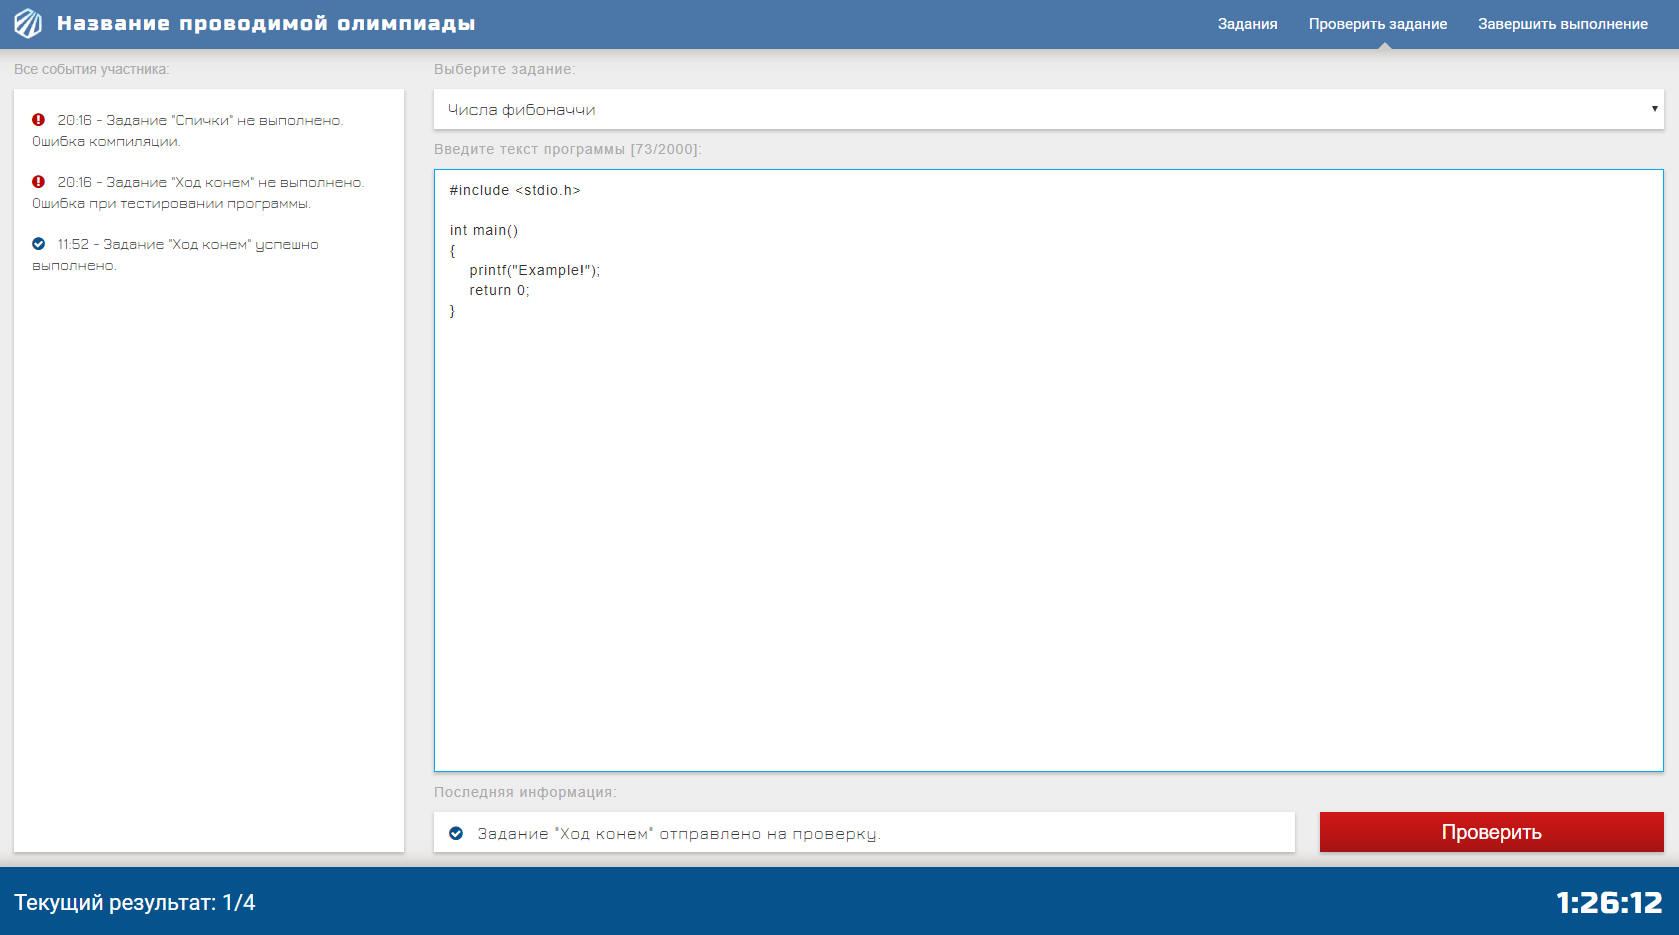 Название проводимой олимпиады
Задания Проверить задание Завершить выполнение
Все события участника:
20:16 - Задание "Спички" не выполнено.
Ошибка компиляции.
20:16 - Задание "Ход конем" не выполнено.
Ошибка при тестировании программы.
11:52 - Задание "Ход конем" успешно
выполнено.
Выберите задание:
Числа фибоначчи
Введите текст программы [73/2000]:
#include <stdio.h>
int main()
{
printf("Example!");
return 0;
}
Последняя информация:
Задание "Ход конем" отправлено на проверку.
Проверить
Текущий результат: 1/4
1:26:12